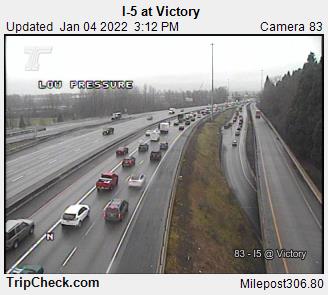 I-5 at Victory
Updated Jan 04 2022 3:12 PM Camera 83
LOW PRESSURE
N
83 - I5 @ Victory
TripCheck.com Milepost306.80